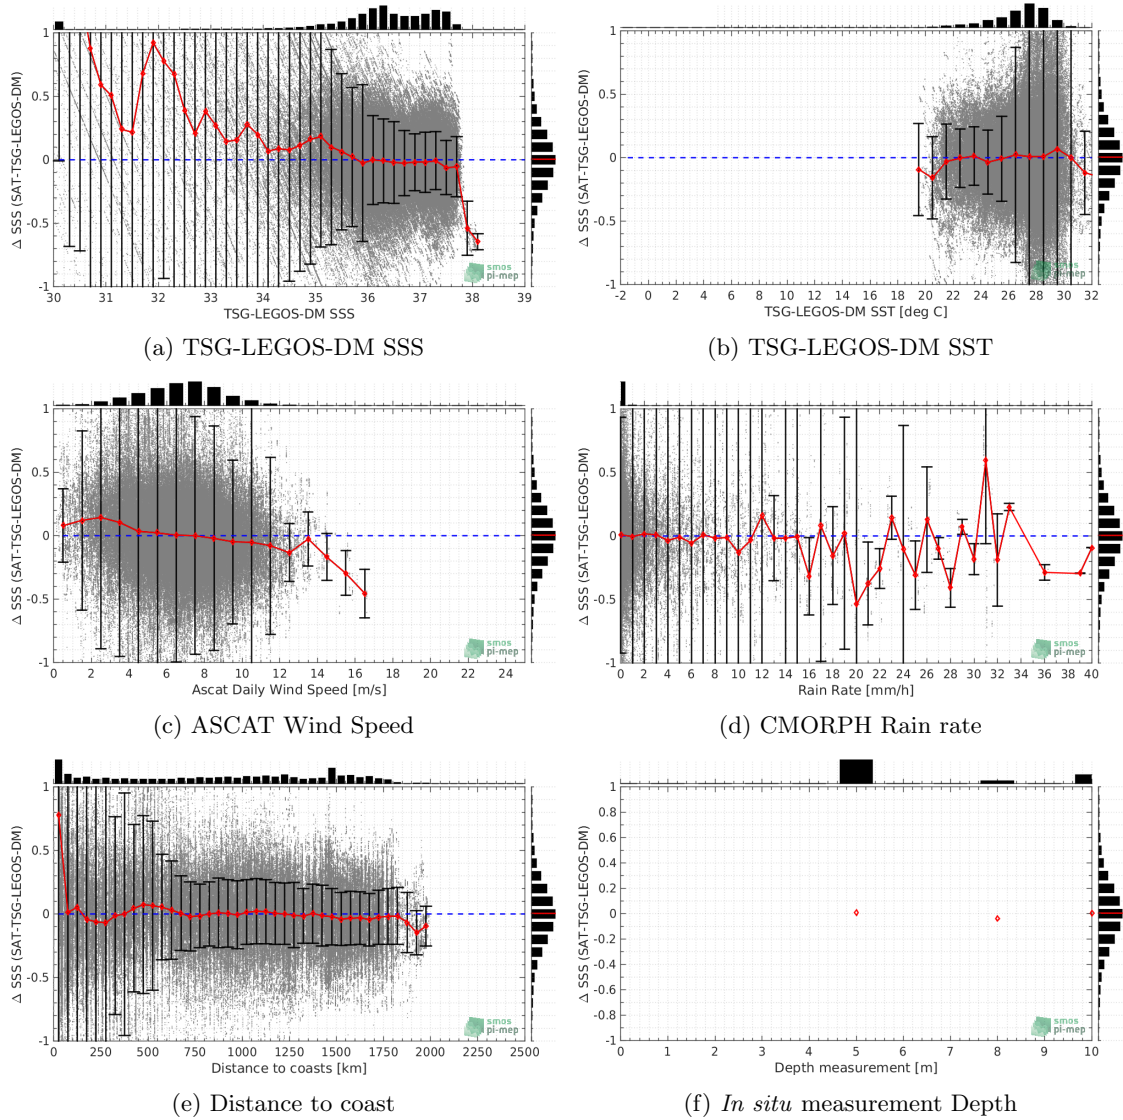 1
0.5
0
-0.5
-1
Δ SSS (SAT-TSG-LEGOS-DM)
30 31 32 33 34 35 36 37 38 39
TSG-LEGOS-DM SSS
smos
pi-mep
(a) TSG-LEGOS-DM SSS
1
0.5
0
-0.5
-1
Δ SSS (SAT-TSG-LEGOS-DM)
-2 0 2 4 6 8 10 12 14 16 18 20 22 24 26 28 30 32
TSG-LEGOS-DM SST [deg C]
smos
pi-mep
(b) TSG-LEGOS-DM SST
1
0.5
0
-0.5
-1
Δ SSS (SAT-TSG-LEGOS-DM)
0 2 4 6 8 10 12 14 16 18 20 22 24
Ascat Daily Wind Speed [m/s]
smos
pi-mep
(c) ASCAT Wind Speed
1
0.5
0
-0.5
-1
Δ SSS (SAT-TSG-LEGOS-DM)
0 2 4 6 8 10 12 14 16 18 20 22 24 26 28 30 32 34 36 38 40
Rain Rate [mm/h]
smos
pi-mep
(d) CMORPH Rain rate
1
0.5
0
-0.5
-1
Δ SSS (SAT-TSG-LEGOS-DM)
0 250 500 750 1000 1250 1500 1750 2000 2250 2500
Distance to coasts [km]
smos
pi-mep
(e) Distance to coast
1
0.8
0.6
0.4
0.2
0
-0.2
-0.4
-0.6
-0.8
-1
Δ SSS (SAT-TSG-LEGOS-DM)
0 1 2 3 4 5 6 7 8 9 10
Depth measurement [m]
smos
pi-mep
(f) In situ measurement Depth